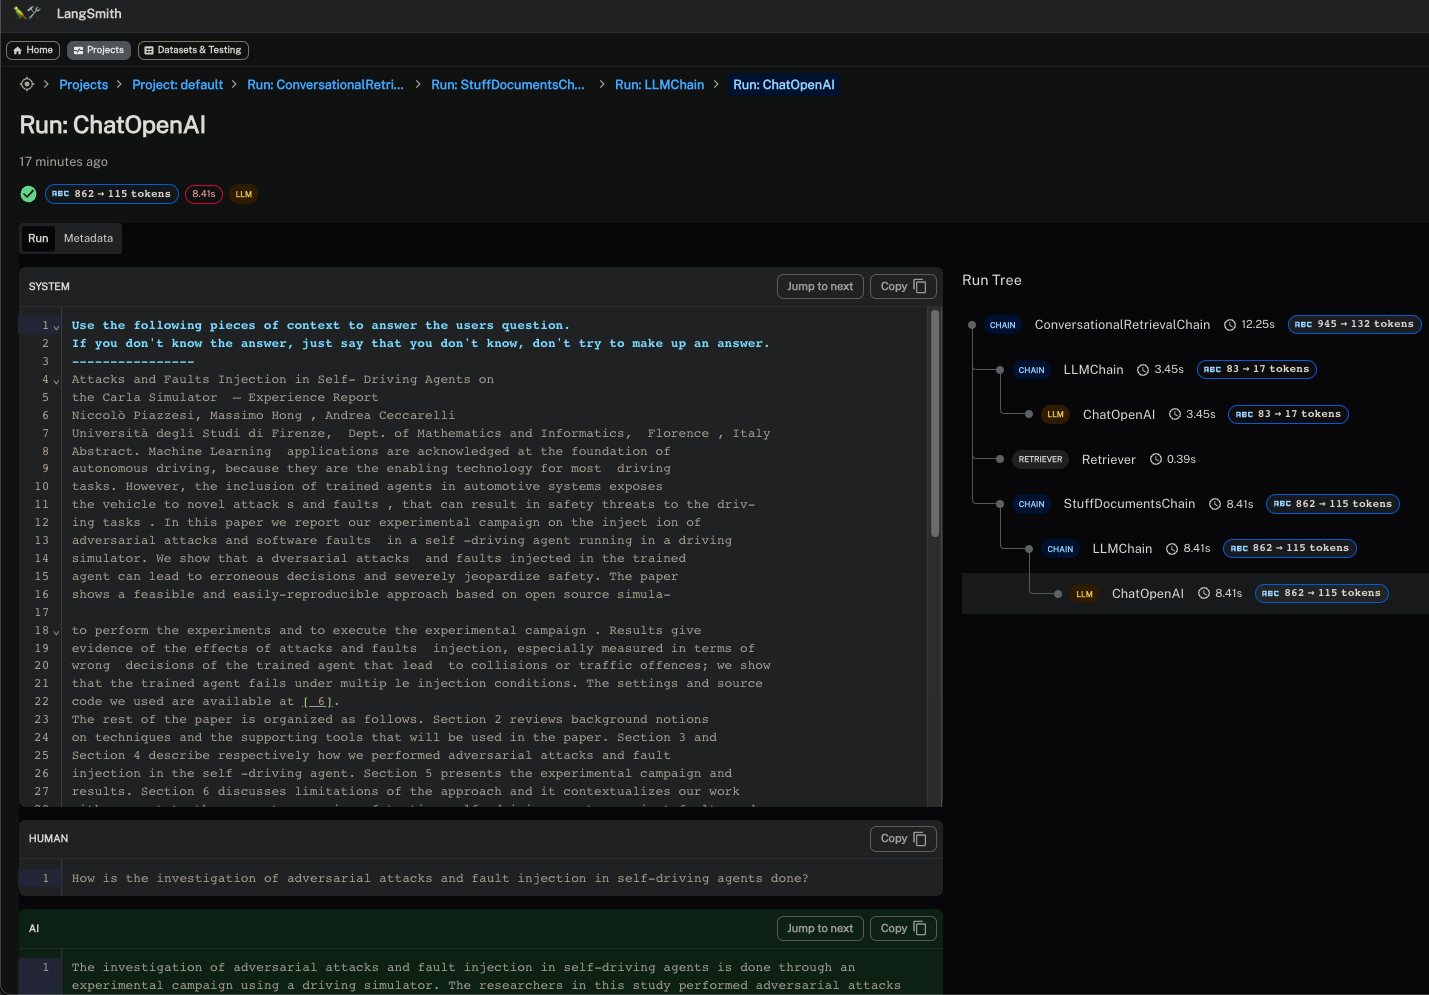 LangSmith
Home Projects Datasets & Testing
Projects > Project: default > Run: ConversationalRetri... > Run: StuffDocumentsCh... > Run: LLMChain > Run: ChatOpenAI
Run: ChatOpenAI
17 minutes ago
ABC 862 → 115 tokens 8.41s LLM
Run Metadata
SYSTEM Jump to next Copy
1 Use the following pieces of context to answer the users question.
2 If you don't know the answer, just say that you don't know, don't try to make up an answer.
3 ----------------
4 Attacks and Faults Injection in Self- Driving Agents on
5 the Carla Simulator  — Experience Report
6 Niccolò Piazzesi, Massimo Hong , Andrea Ceccarelli
7 Università degli Studi di Firenze,  Dept. of Mathematics and Informatics,  Florence , Italy
8 Abstract. Machine Learning  applications are acknowledged at the foundation of
9 autonomous driving, because they are the enabling technology for most  driving
10 tasks. However, the inclusion of trained agents in automotive systems exposes
11 the vehicle to novel attack s and faults , that can result in safety threats to the driv-
12 ing tasks . In this paper we report our experimental campaign on the inject ion of
13 adversarial attacks and software faults  in a self -driving agent running in a driving
14 simulator. We show that a dversarial attacks  and faults injected in the trained
15 agent can lead to erroneous decisions and severely jeopardize safety. The paper
16 shows a feasible and easily-reproducible approach based on open source simula-
17
18 to perform the experiments and to execute the experimental campaign . Results give
19 evidence of the effects of attacks and faults  injection, especially measured in terms of
20 wrong  decisions of the trained agent that lead  to collisions or traffic offences; we show
21 that the trained agent fails under multip le injection conditions. The settings and source
22 code we used are available at [ 6].
23 The rest of the paper is organized as follows. Section 2 reviews background notions
24 on techniques and the supporting tools that will be used in the paper. Section 3 and
25 Section 4 describe respectively how we performed adversarial attacks and fault
26 injection in the self -driving agent. Section 5 presents the experimental campaign and
27 results. Section 6 discusses limitations of the approach and it contextualizes our work
HUMAN Copy
1 How is the investigation of adversarial attacks and fault injection in self-driving agents done?
AI Jump to next Copy
1 The investigation of adversarial attacks and fault injection in self-driving agents is done through an
experimental campaign using a driving simulator. The researchers in this study performed adversarial attacks
Run Tree
CHAIN ConversationalRetrievalChain 12.25s ABC 945 → 132 tokens
CHAIN LLMChain 3.45s ABC 83 → 17 tokens
LLM ChatOpenAI 3.45s ABC 83 → 17 tokens
RETRIEVER Retriever 0.39s
CHAIN StuffDocumentsChain 8.41s ABC 862 → 115 tokens
CHAIN LLMChain 8.41s ABC 862 → 115 tokens
LLM ChatOpenAI 8.41s ABC 862 → 115 tokens